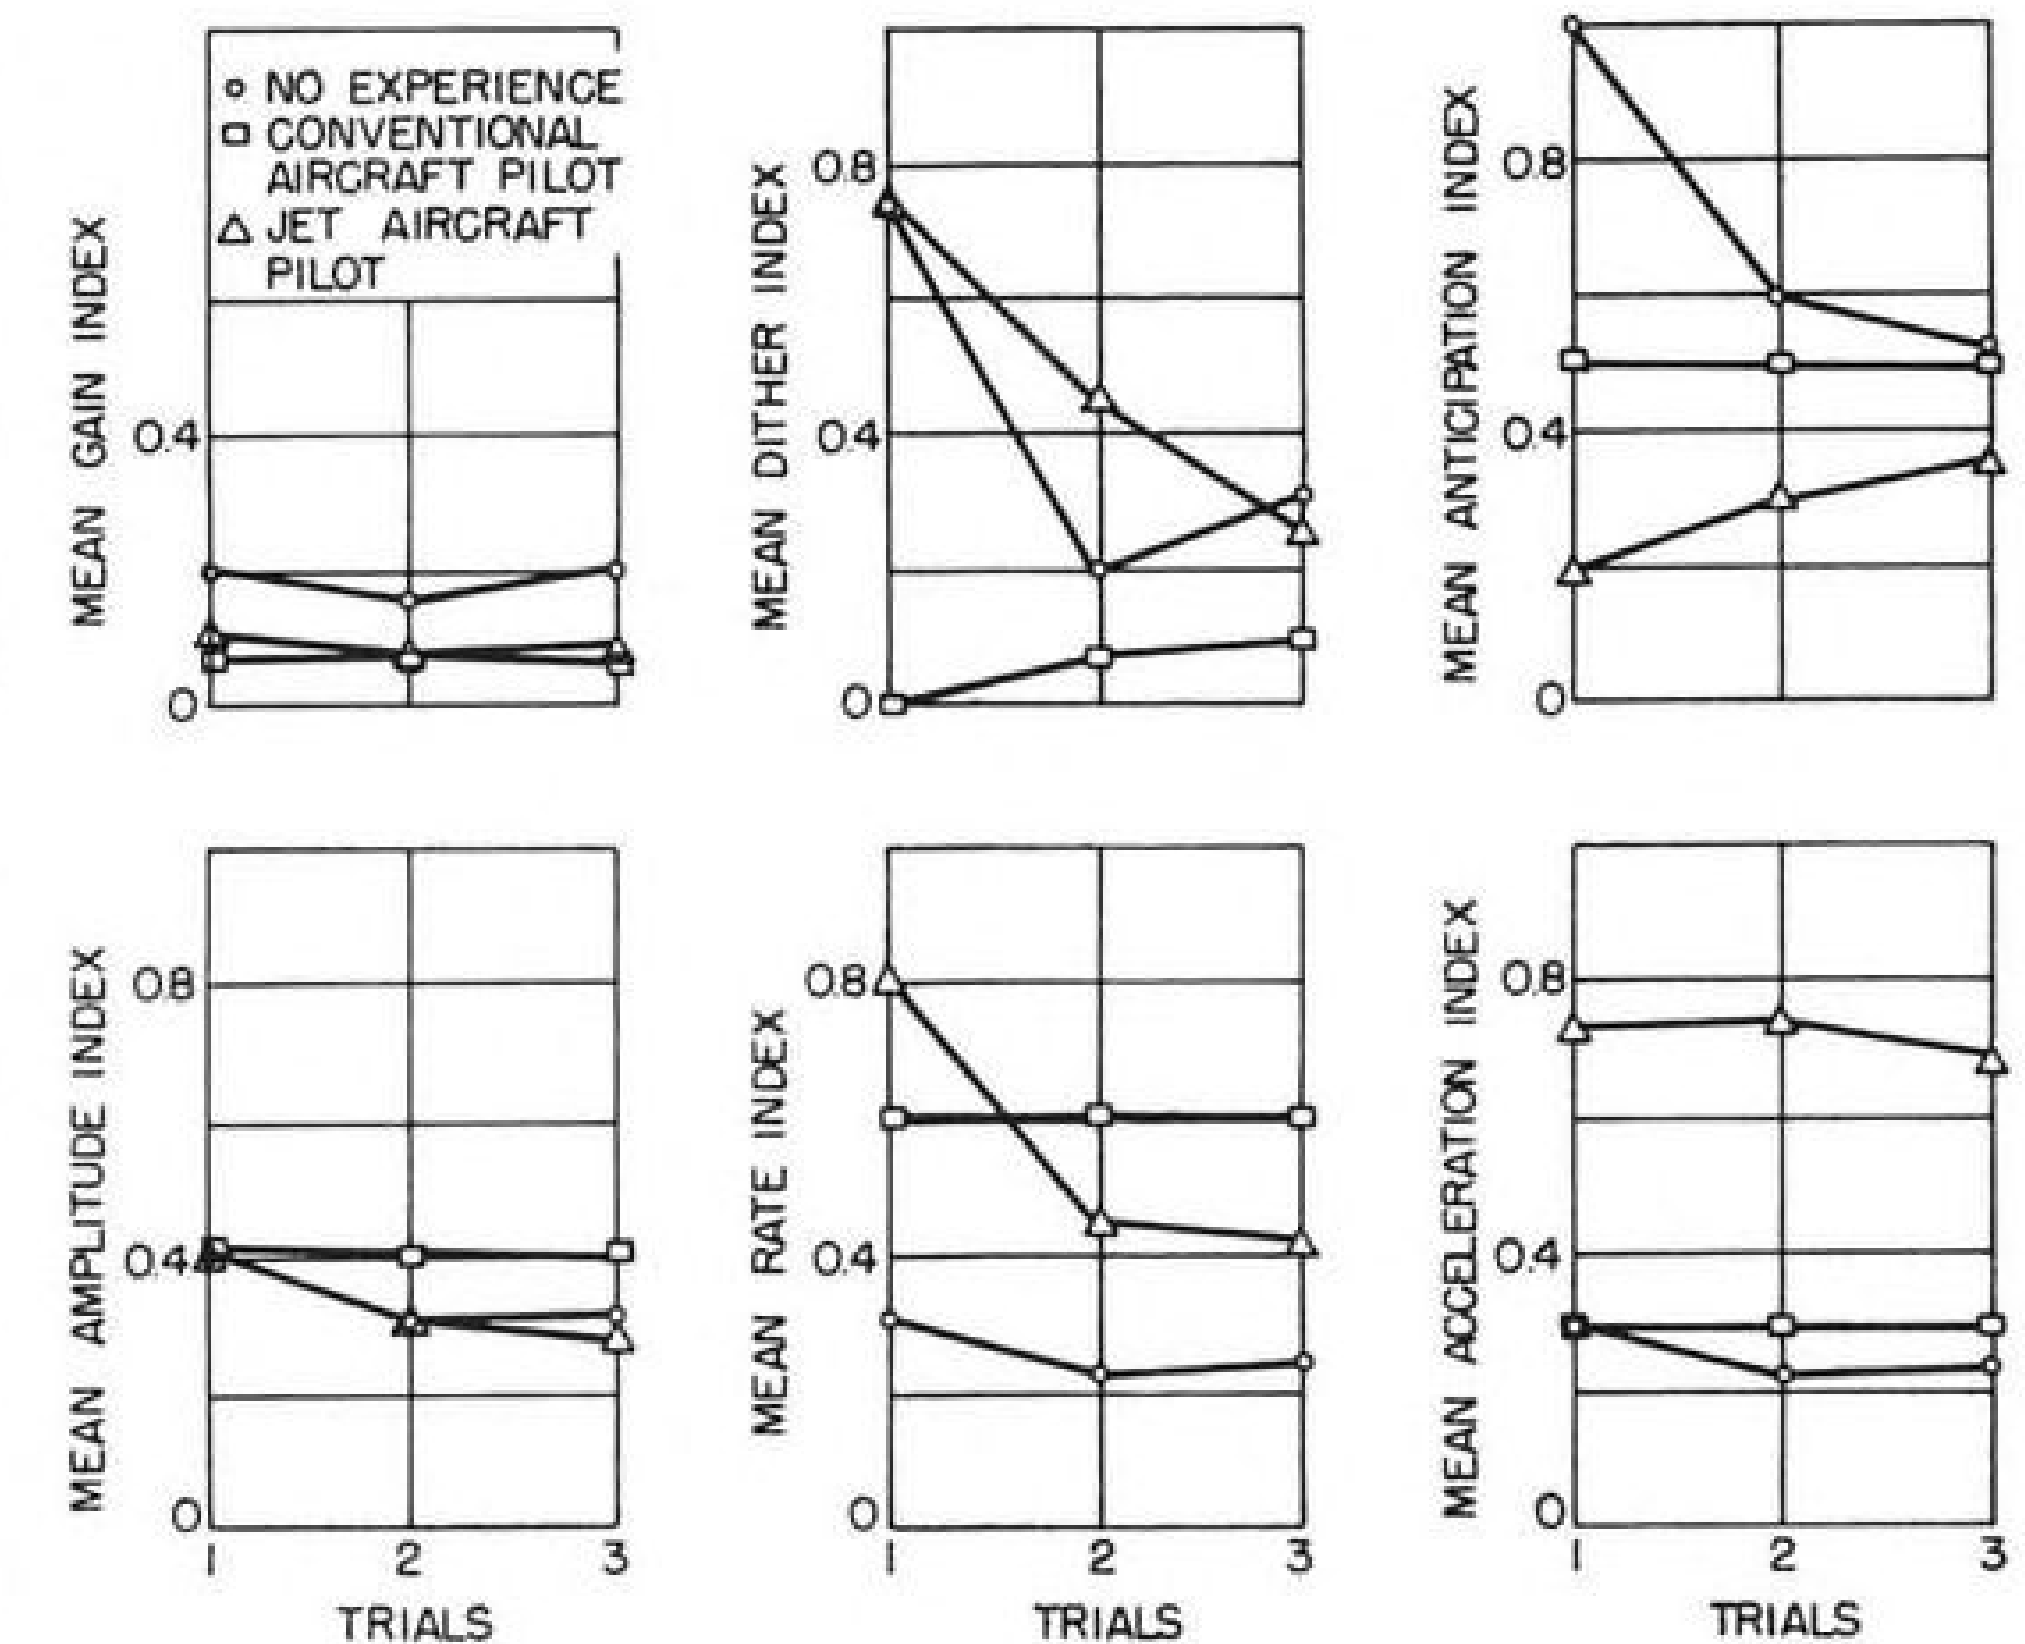 NO EXPERIENCE
CONVENTIONAL
AIRCRAFT PILOT
JET AIRCRAFT
PILOT
MEAN GAIN INDEX
0.4
0
MEAN DITHER INDEX
0.8
0.4
0
MEAN ANTICIPATION INDEX
0.8
0.4
0
MEAN AMPLITUDE INDEX
0.8
0.4
0
1 2 3
TRIALS
MEAN RATE INDEX
0.8
0.4
0
1 2 3
TRIALS
MEAN ACCELERATION INDEX
0.8
0.4
0
1 2 3
TRIALS